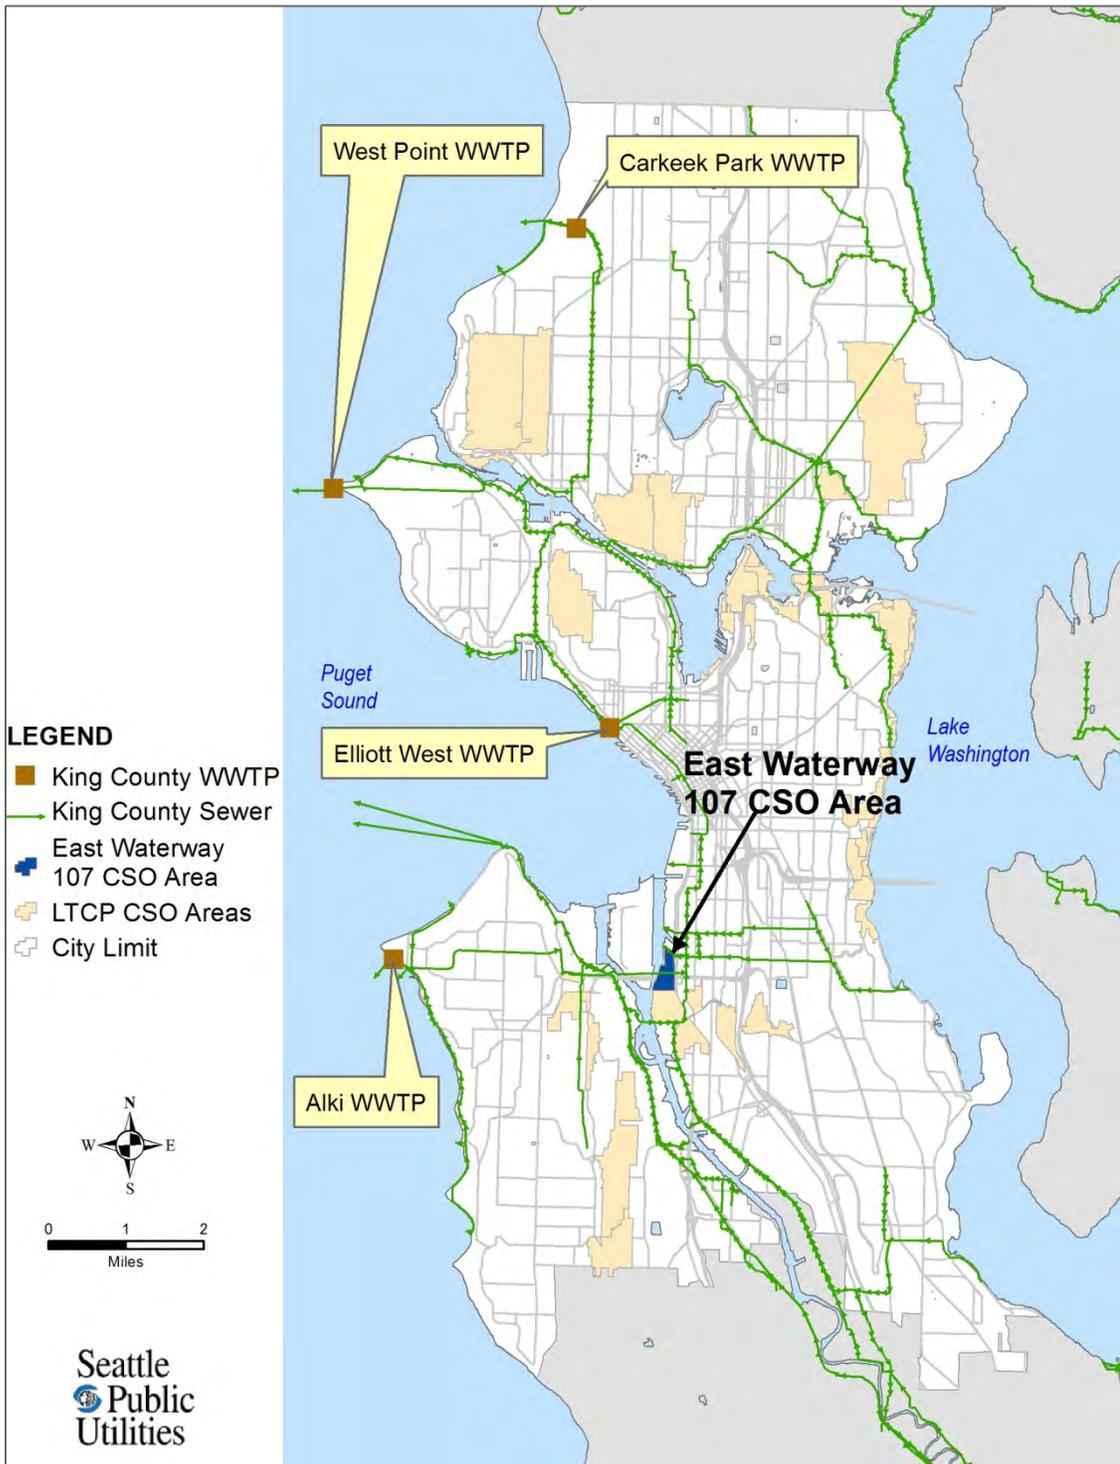 West Point WWTP
Carkeek Park WWTP
Puget
Sound
Elliott West WWTP
Lake
Washington
East Waterway
107 CSO Area
LEGEND
King County WWTP
King County Sewer
East Waterway
107 CSO Area
LTCP CSO Areas
City Limit
Alki WWTP
N
W E
S
0 1 2
Miles
Seattle
Public
Utilities